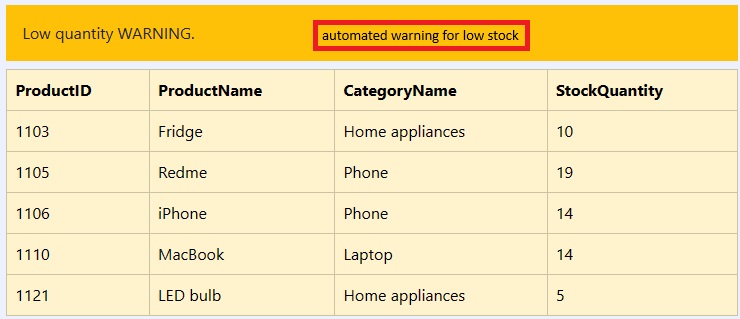 Low quantity WARNING. automated warning for low stock
ProductID ProductName CategoryName StockQuantity
1103 Fridge Home appliances 10
1105 Redme Phone 19
1106 iPhone Phone 14
1110 MacBook Laptop 14
1121 LED bulb Home appliances 5